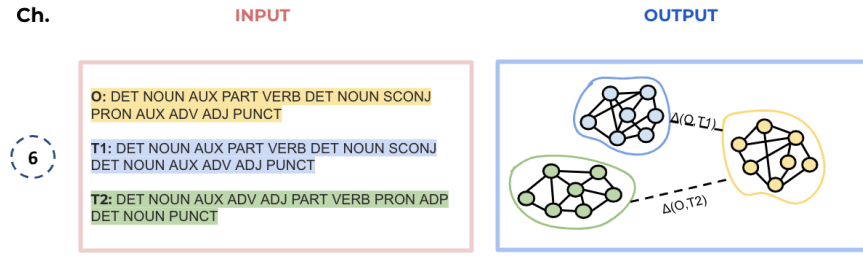 Ch.
INPUT
OUTPUT
6
O: DET NOUN AUX PART VERB DET NOUN SCONJ
PRON AUX ADV ADJ PUNCT
T1: DET NOUN AUX PART VERB DET NOUN SCONJ
DET NOUN AUX ADV ADJ PUNCT
T2: DET NOUN AUX ADV ADJ PART VERB PRON ADP
DET NOUN PUNCT
Δ(O,T1)
Δ(O,T2)